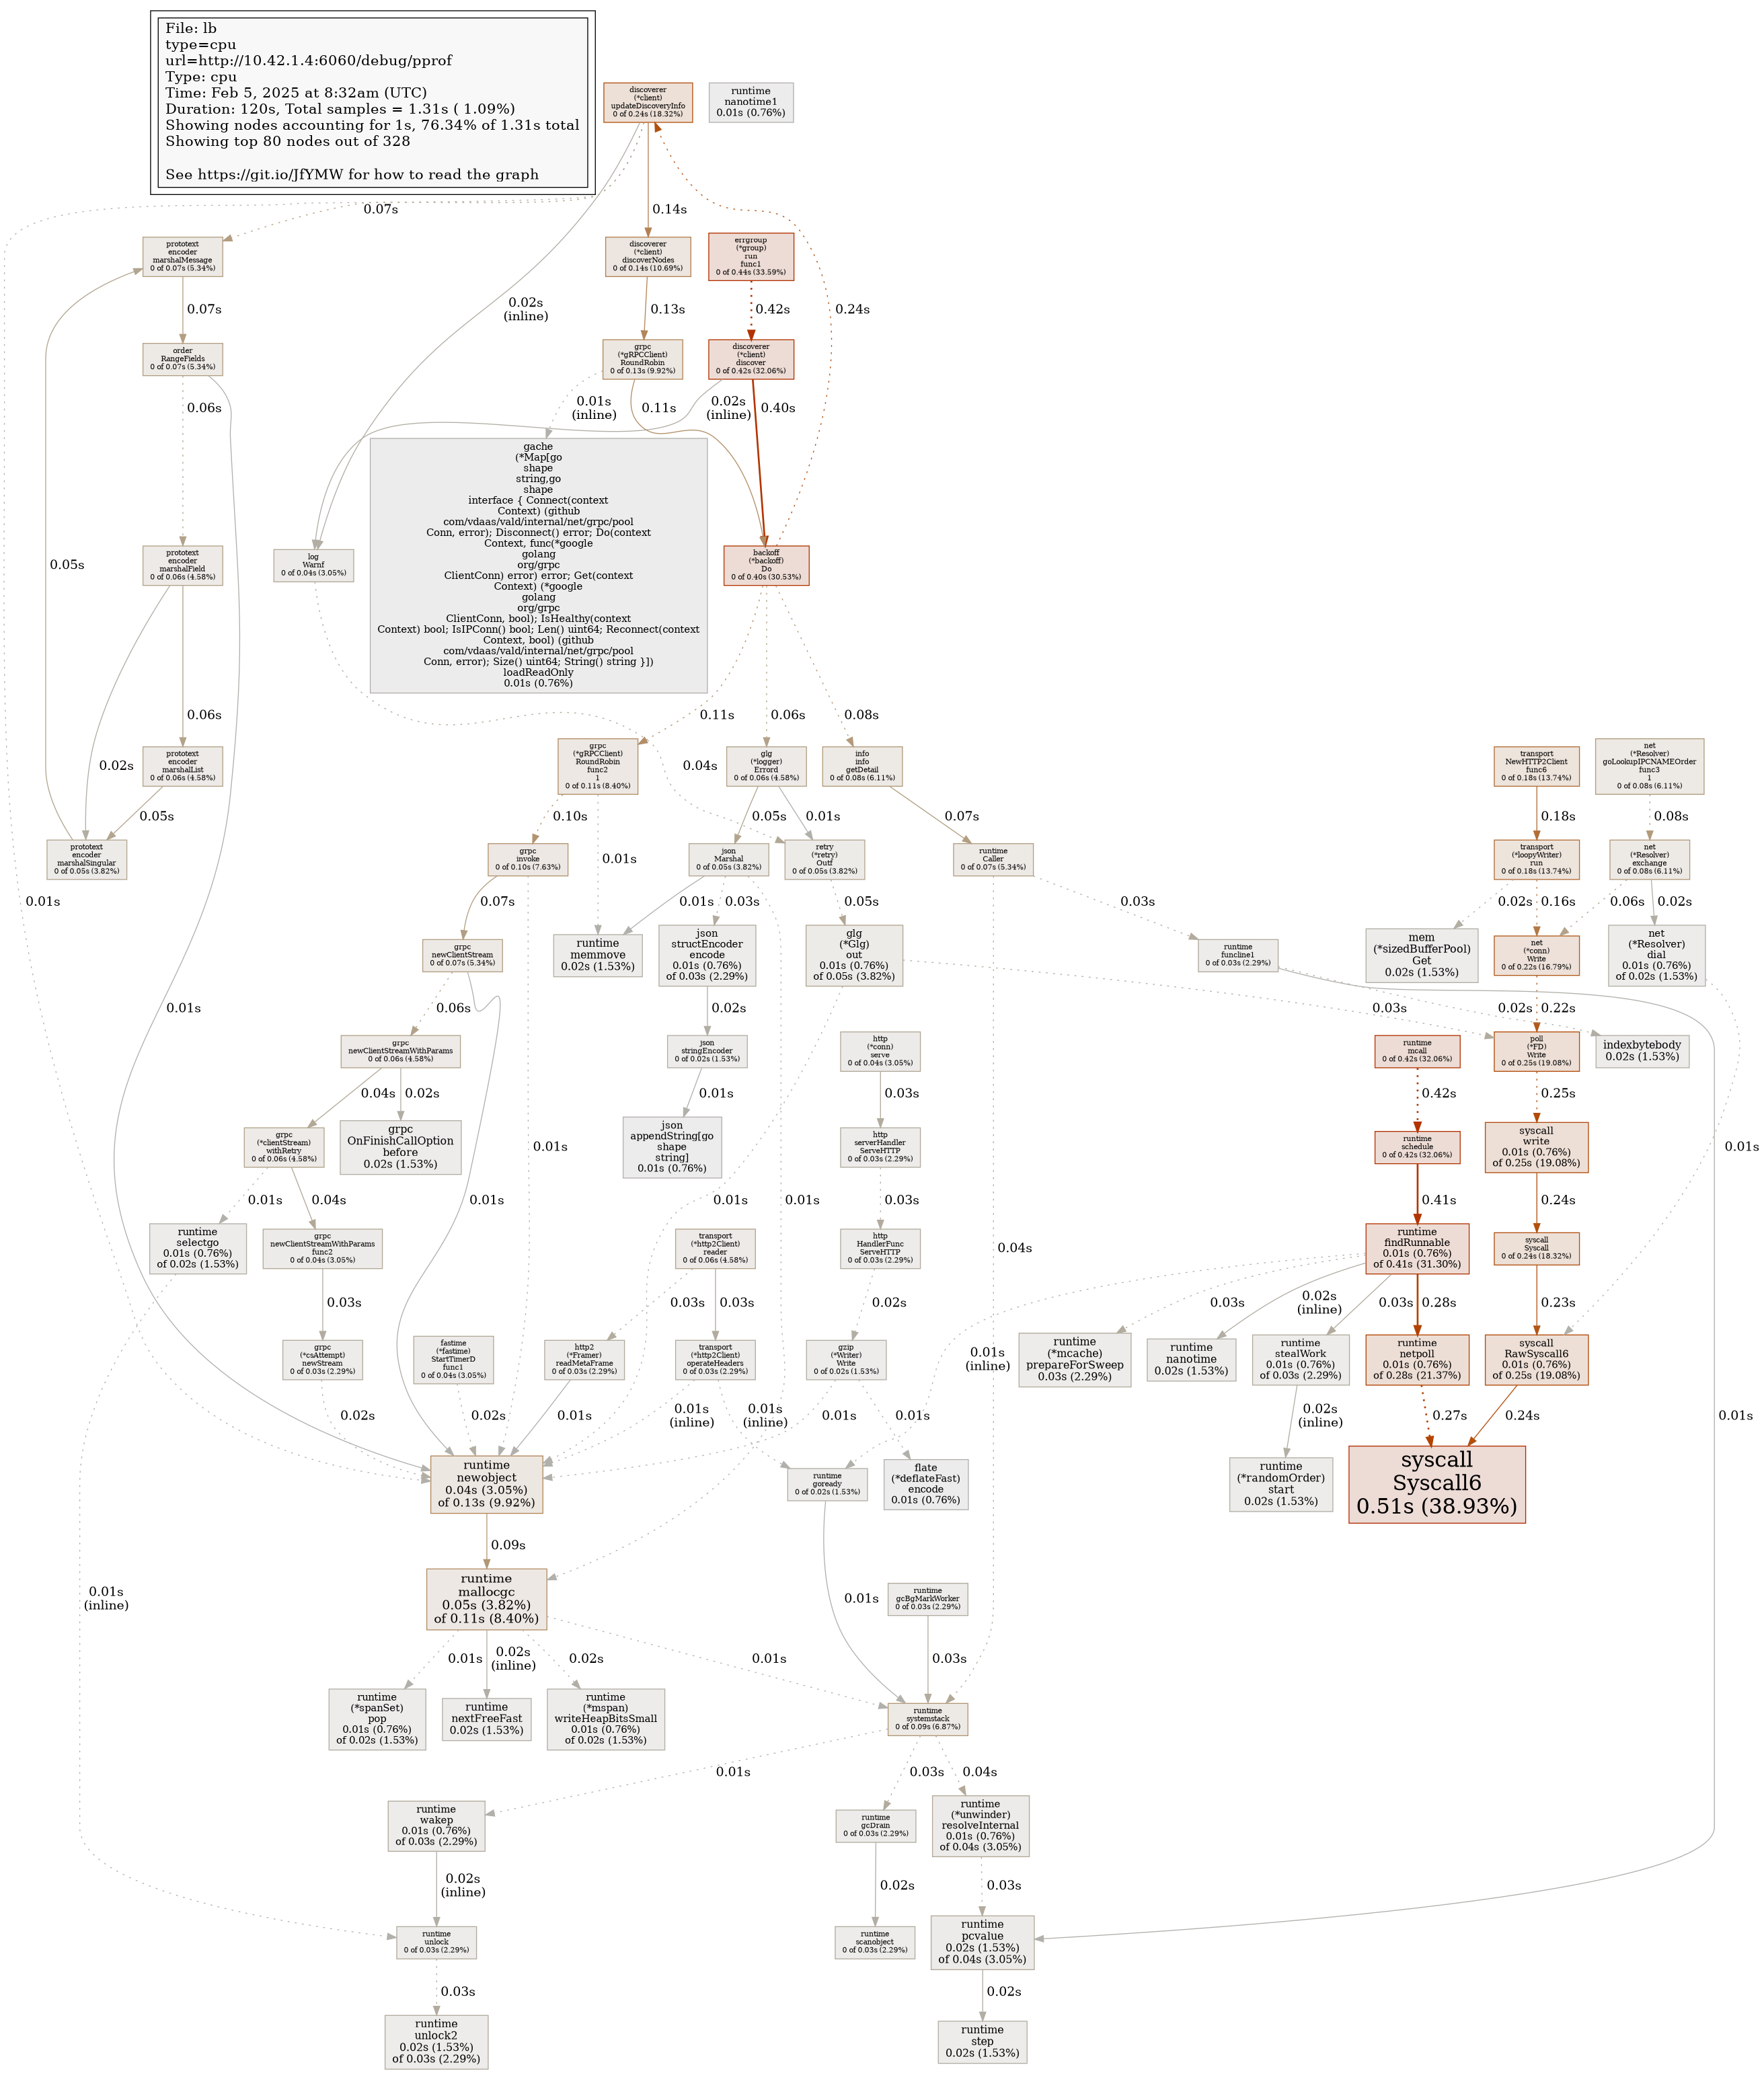 File: lb
type=cpu
url=http://10.42.1.4:6060/debug/pprof
Type: cpu
Time: Feb 5, 2025 at 8:32am (UTC)
Duration: 120s, Total samples = 1.31s ( 1.09%)
Showing nodes accounting for 1s, 76.34% of 1.31s total
Showing top 80 nodes out of 328
See https://git.io/JfYMW for how to read the graph
discoverer
(*client)
updateDiscoveryInfo
0 of 0.24s (18.32%)
runtime
nanotime1
0.01s (0.76%)
0.07s
0.14s
prototext
encoder
marshalMessage
0 of 0.07s (5.34%)
discoverer
(*client)
discoverNodes
0 of 0.14s (10.69%)
errgroup
(*group)
run
func1
0 of 0.44s (33.59%)
0.07s
0.02s
(inline)
0.13s
0.42s
0.24s
order
RangeFields
0 of 0.07s (5.34%)
grpc
(*gRPCClient)
RoundRobin
0 of 0.13s (9.92%)
discoverer
(*client)
discover
0 of 0.42s (32.06%)
0.06s
0.01s
(inline)
0.11s
0.02s
(inline)
0.40s
gache
(*Map[go
shape
string,go
shape
interface { Connect(context
Context) (github
com/vdaas/vald/internal/net/grpc/pool
Conn, error); Disconnect() error; Do(context
Context, func(*google
golang
org/grpc
ClientConn) error) error; Get(context
Context) (*google
golang
org/grpc
ClientConn, bool); IsHealthy(context
Context) bool; IsIPConn() bool; Len() uint64; Reconnect(context
Context, bool) (github
com/vdaas/vald/internal/net/grpc/pool
Conn, error); Size() uint64; String() string }])
loadReadOnly
0.01s (0.76%)
0.05s
prototext
encoder
marshalField
0 of 0.06s (4.58%)
log
Warnf
0 of 0.04s (3.05%)
backoff
(*backoff)
Do
0 of 0.40s (30.53%)
0.06s
0.11s
0.06s
0.08s
0.02s
prototext
encoder
marshalList
0 of 0.06s (4.58%)
grpc
(*gRPCClient)
RoundRobin
func2
1
0 of 0.11s (8.40%)
0.04s
glg
(*logger)
Errord
0 of 0.06s (4.58%)
info
info
getDetail
0 of 0.08s (6.11%)
transport
NewHTTP2Client
func6
0 of 0.18s (13.74%)
net
(*Resolver)
goLookupIPCNAMEOrder
func3
1
0 of 0.08s (6.11%)
0.05s
0.10s
0.05s
0.01s
0.07s
0.18s
0.08s
prototext
encoder
marshalSingular
0 of 0.05s (3.82%)
grpc
invoke
0 of 0.10s (7.63%)
0.01s
json
Marshal
0 of 0.05s (3.82%)
retry
(*retry)
Outf
0 of 0.05s (3.82%)
runtime
Caller
0 of 0.07s (5.34%)
transport
(*loopyWriter)
run
0 of 0.18s (13.74%)
net
(*Resolver)
exchange
0 of 0.08s (6.11%)
0.01s
0.07s
0.01s
0.03s
0.05s
0.03s
0.02s
0.16s
0.06s
0.02s
grpc
newClientStream
0 of 0.07s (5.34%)
runtime
memmove
0.02s (1.53%)
json
structEncoder
encode
0.01s (0.76%)
of 0.03s (2.29%)
glg
(*Glg)
out
0.01s (0.76%)
of 0.05s (3.82%)
runtime
funcline1
0 of 0.03s (2.29%)
mem
(*sizedBufferPool)
Get
0.02s (1.53%)
net
(*conn)
Write
0 of 0.22s (16.79%)
net
(*Resolver)
dial
0.01s (0.76%)
of 0.02s (1.53%)
0.01s
0.06s
0.02s
0.03s
0.02s
0.22s
grpc
newClientStreamWithParams
0 of 0.06s (4.58%)
json
stringEncoder
0 of 0.02s (1.53%)
http
(*conn)
serve
0 of 0.04s (3.05%)
runtime
mcall
0 of 0.42s (32.06%)
poll
(*FD)
Write
0 of 0.25s (19.08%)
indexbytebody
0.02s (1.53%)
0.04s
0.02s
0.01s
0.03s
0.42s
0.25s
grpc
(*clientStream)
withRetry
0 of 0.06s (4.58%)
grpc
OnFinishCallOption
before
0.02s (1.53%)
0.01s
json
appendString[go
shape
string]
0.01s (0.76%)
http
serverHandler
ServeHTTP
0 of 0.03s (2.29%)
runtime
schedule
0 of 0.42s (32.06%)
syscall
write
0.01s (0.76%)
of 0.25s (19.08%)
0.01s
0.01s
0.04s
0.01s
0.01s
0.01s
0.03s
0.41s
0.24s
runtime
selectgo
0.01s (0.76%)
of 0.02s (1.53%)
grpc
newClientStreamWithParams
func2
0 of 0.04s (3.05%)
transport
(*http2Client)
reader
0 of 0.06s (4.58%)
http
HandlerFunc
ServeHTTP
0 of 0.03s (2.29%)
0.04s
runtime
findRunnable
0.01s (0.76%)
of 0.41s (31.30%)
syscall
Syscall
0 of 0.24s (18.32%)
0.03s
0.03s
0.03s
0.02s
0.03s
0.02s
(inline)
0.03s
0.28s
0.23s
grpc
(*csAttempt)
newStream
0 of 0.03s (2.29%)
fastime
(*fastime)
StartTimerD
func1
0 of 0.04s (3.05%)
http2
(*Framer)
readMetaFrame
0 of 0.03s (2.29%)
transport
(*http2Client)
operateHeaders
0 of 0.03s (2.29%)
gzip
(*Writer)
Write
0 of 0.02s (1.53%)
0.01s
(inline)
runtime
(*mcache)
prepareForSweep
0.03s (2.29%)
runtime
nanotime
0.02s (1.53%)
runtime
stealWork
0.01s (0.76%)
of 0.03s (2.29%)
runtime
netpoll
0.01s (0.76%)
of 0.28s (21.37%)
syscall
RawSyscall6
0.01s (0.76%)
of 0.25s (19.08%)
0.02s
0.02s
0.01s
0.01s
(inline)
0.01s
(inline)
0.01s
0.01s
0.02s
(inline)
0.27s
0.24s
0.01s
runtime
newobject
0.04s (3.05%)
of 0.13s (9.92%)
runtime
goready
0 of 0.02s (1.53%)
flate
(*deflateFast)
encode
0.01s (0.76%)
runtime
(*randomOrder)
start
0.02s (1.53%)
syscall
Syscall6
0.51s (38.93%)
0.09s
0.01s
(inline)
runtime
mallocgc
0.05s (3.82%)
of 0.11s (8.40%)
0.01s
runtime
gcBgMarkWorker
0 of 0.03s (2.29%)
0.01s
0.02s
(inline)
0.02s
0.01s
0.03s
runtime
(*spanSet)
pop
0.01s (0.76%)
of 0.02s (1.53%)
runtime
nextFreeFast
0.02s (1.53%)
runtime
(*mspan)
writeHeapBitsSmall
0.01s (0.76%)
of 0.02s (1.53%)
runtime
systemstack
0 of 0.09s (6.87%)
0.01s
0.03s
0.04s
runtime
wakep
0.01s (0.76%)
of 0.03s (2.29%)
runtime
gcDrain
0 of 0.03s (2.29%)
runtime
(*unwinder)
resolveInternal
0.01s (0.76%)
of 0.04s (3.05%)
0.02s
(inline)
0.02s
0.03s
runtime
unlock
0 of 0.03s (2.29%)
runtime
scanobject
0 of 0.03s (2.29%)
runtime
pcvalue
0.02s (1.53%)
of 0.04s (3.05%)
0.03s
0.02s
runtime
unlock2
0.02s (1.53%)
of 0.03s (2.29%)
runtime
step
0.02s (1.53%)